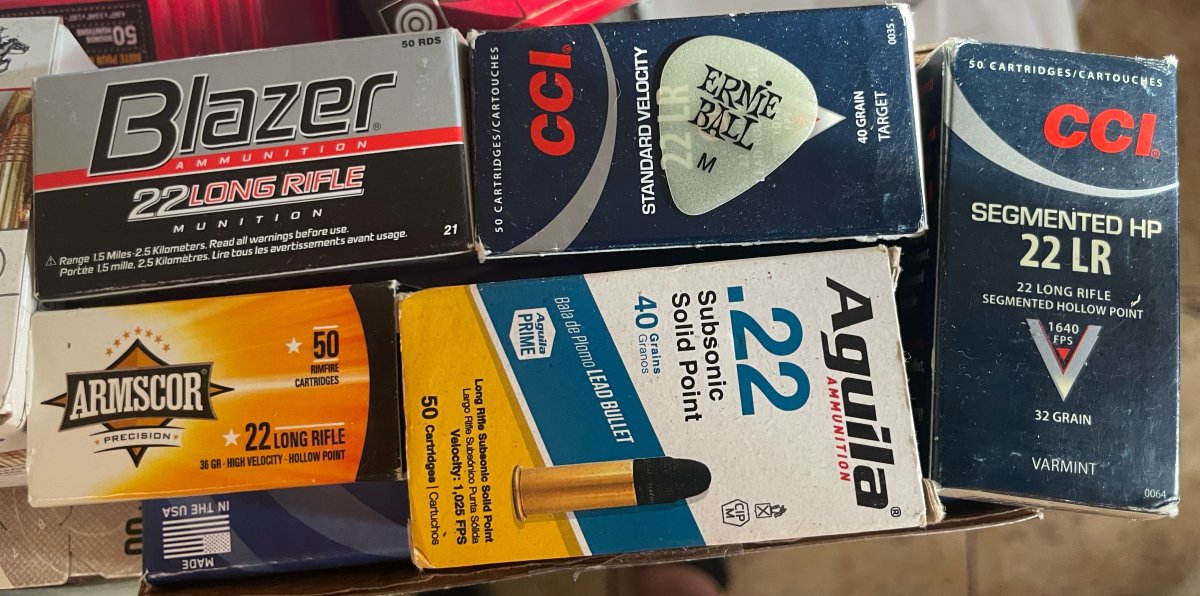 50
Blazer®
50 RDS
AMMUNITION
22 LONG RIFLE
MUNITION
⚠ Range 1.5 Miles-2.5 Kilometers. Read all warnings before use.
Portée 1.5 mille, 2,5 Kilomètres. Lire tous les avertissements avant usage.
21
50 CARTRIDGES/CARTOUCHES
CCI®
STANDARD VELOCITY
22 LR
ERNIE
BALL
M
40 GRAIN
TARGET
0035
50 CARTRIDGES/CARTOUCHES
CCI®
SEGMENTED HP
22 LR
22 LONG RIFLE
SEGMENTED HOLLOW POINT
1640
FPS
32 GRAIN
VARMINT
0064
ARMSCOR®
PRECISION
50
RIMFIRE
CARTRIDGES
22 LONG RIFLE
36 GR - HIGH VELOCITY - HOLLOW POINT
Aguila®
AMMUNITION
.22
Subsonic
Solid Point
40 Grains
Granos
Bala de Plomo LEAD BULLET
Aguila
PRIME
Long Rifle Subsonic Solid Point
Largo Rifle Subsónico Punta Sólida
Velocity: 1,025 FPS
50 Cartridges | Cartuchos
CIP
M
MADE
IN THE USA